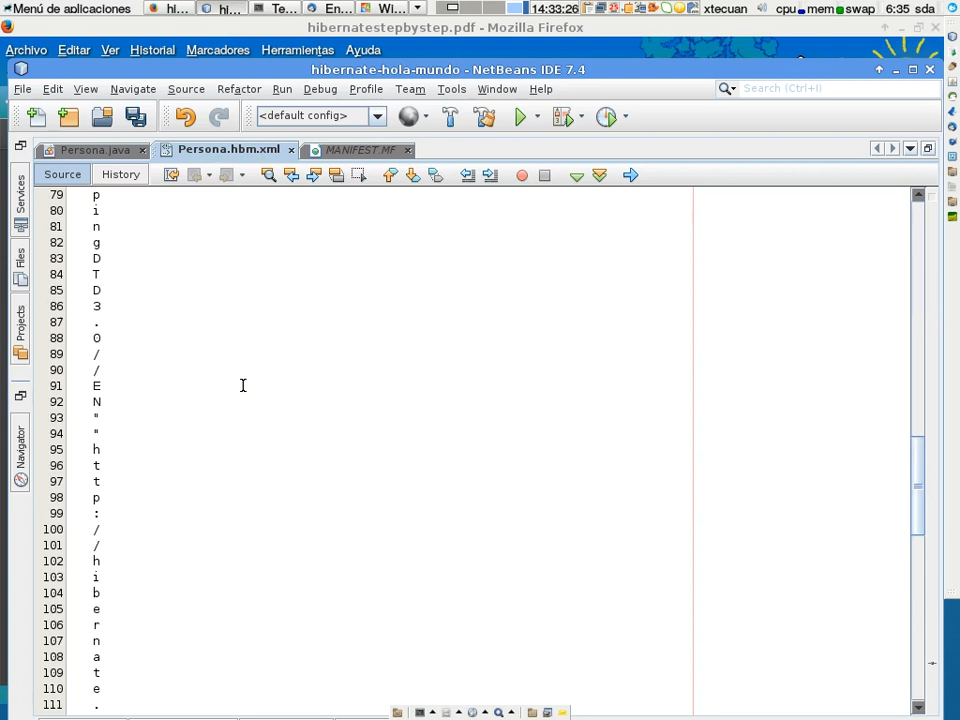 Menú de aplicaciones
hi...
hi...
Te...
En...
Wi...
14:33:26
xtecuan
cpu
mem
swap
6:35
sda
hibernatestepbystep.pdf - Mozilla Firefox
Archivo Editar Ver Historial Marcadores Herramientas Ayuda
hibernate-hola-mundo - NetBeans IDE 7.4
File Edit View Navigate Source Refactor Run Debug Profile Team Tools Window Help
Search (Ctrl+I)
<default config>
Persona.java
Persona.hbm.xml
MANIFEST.MF
Source
History
Services
Files
Projects
Navigator
79 p
80 i
81 n
82 g
83 D
84 T
85 D
86 3
87 .
88 0
89 /
90 /
91 E
92 N
93 "
94 "
95 h
96 t
97 t
98 p
99 :
100 /
101 /
102 h
103 i
104 b
105 e
106 r
107 n
108 a
109 t
110 e
111 .